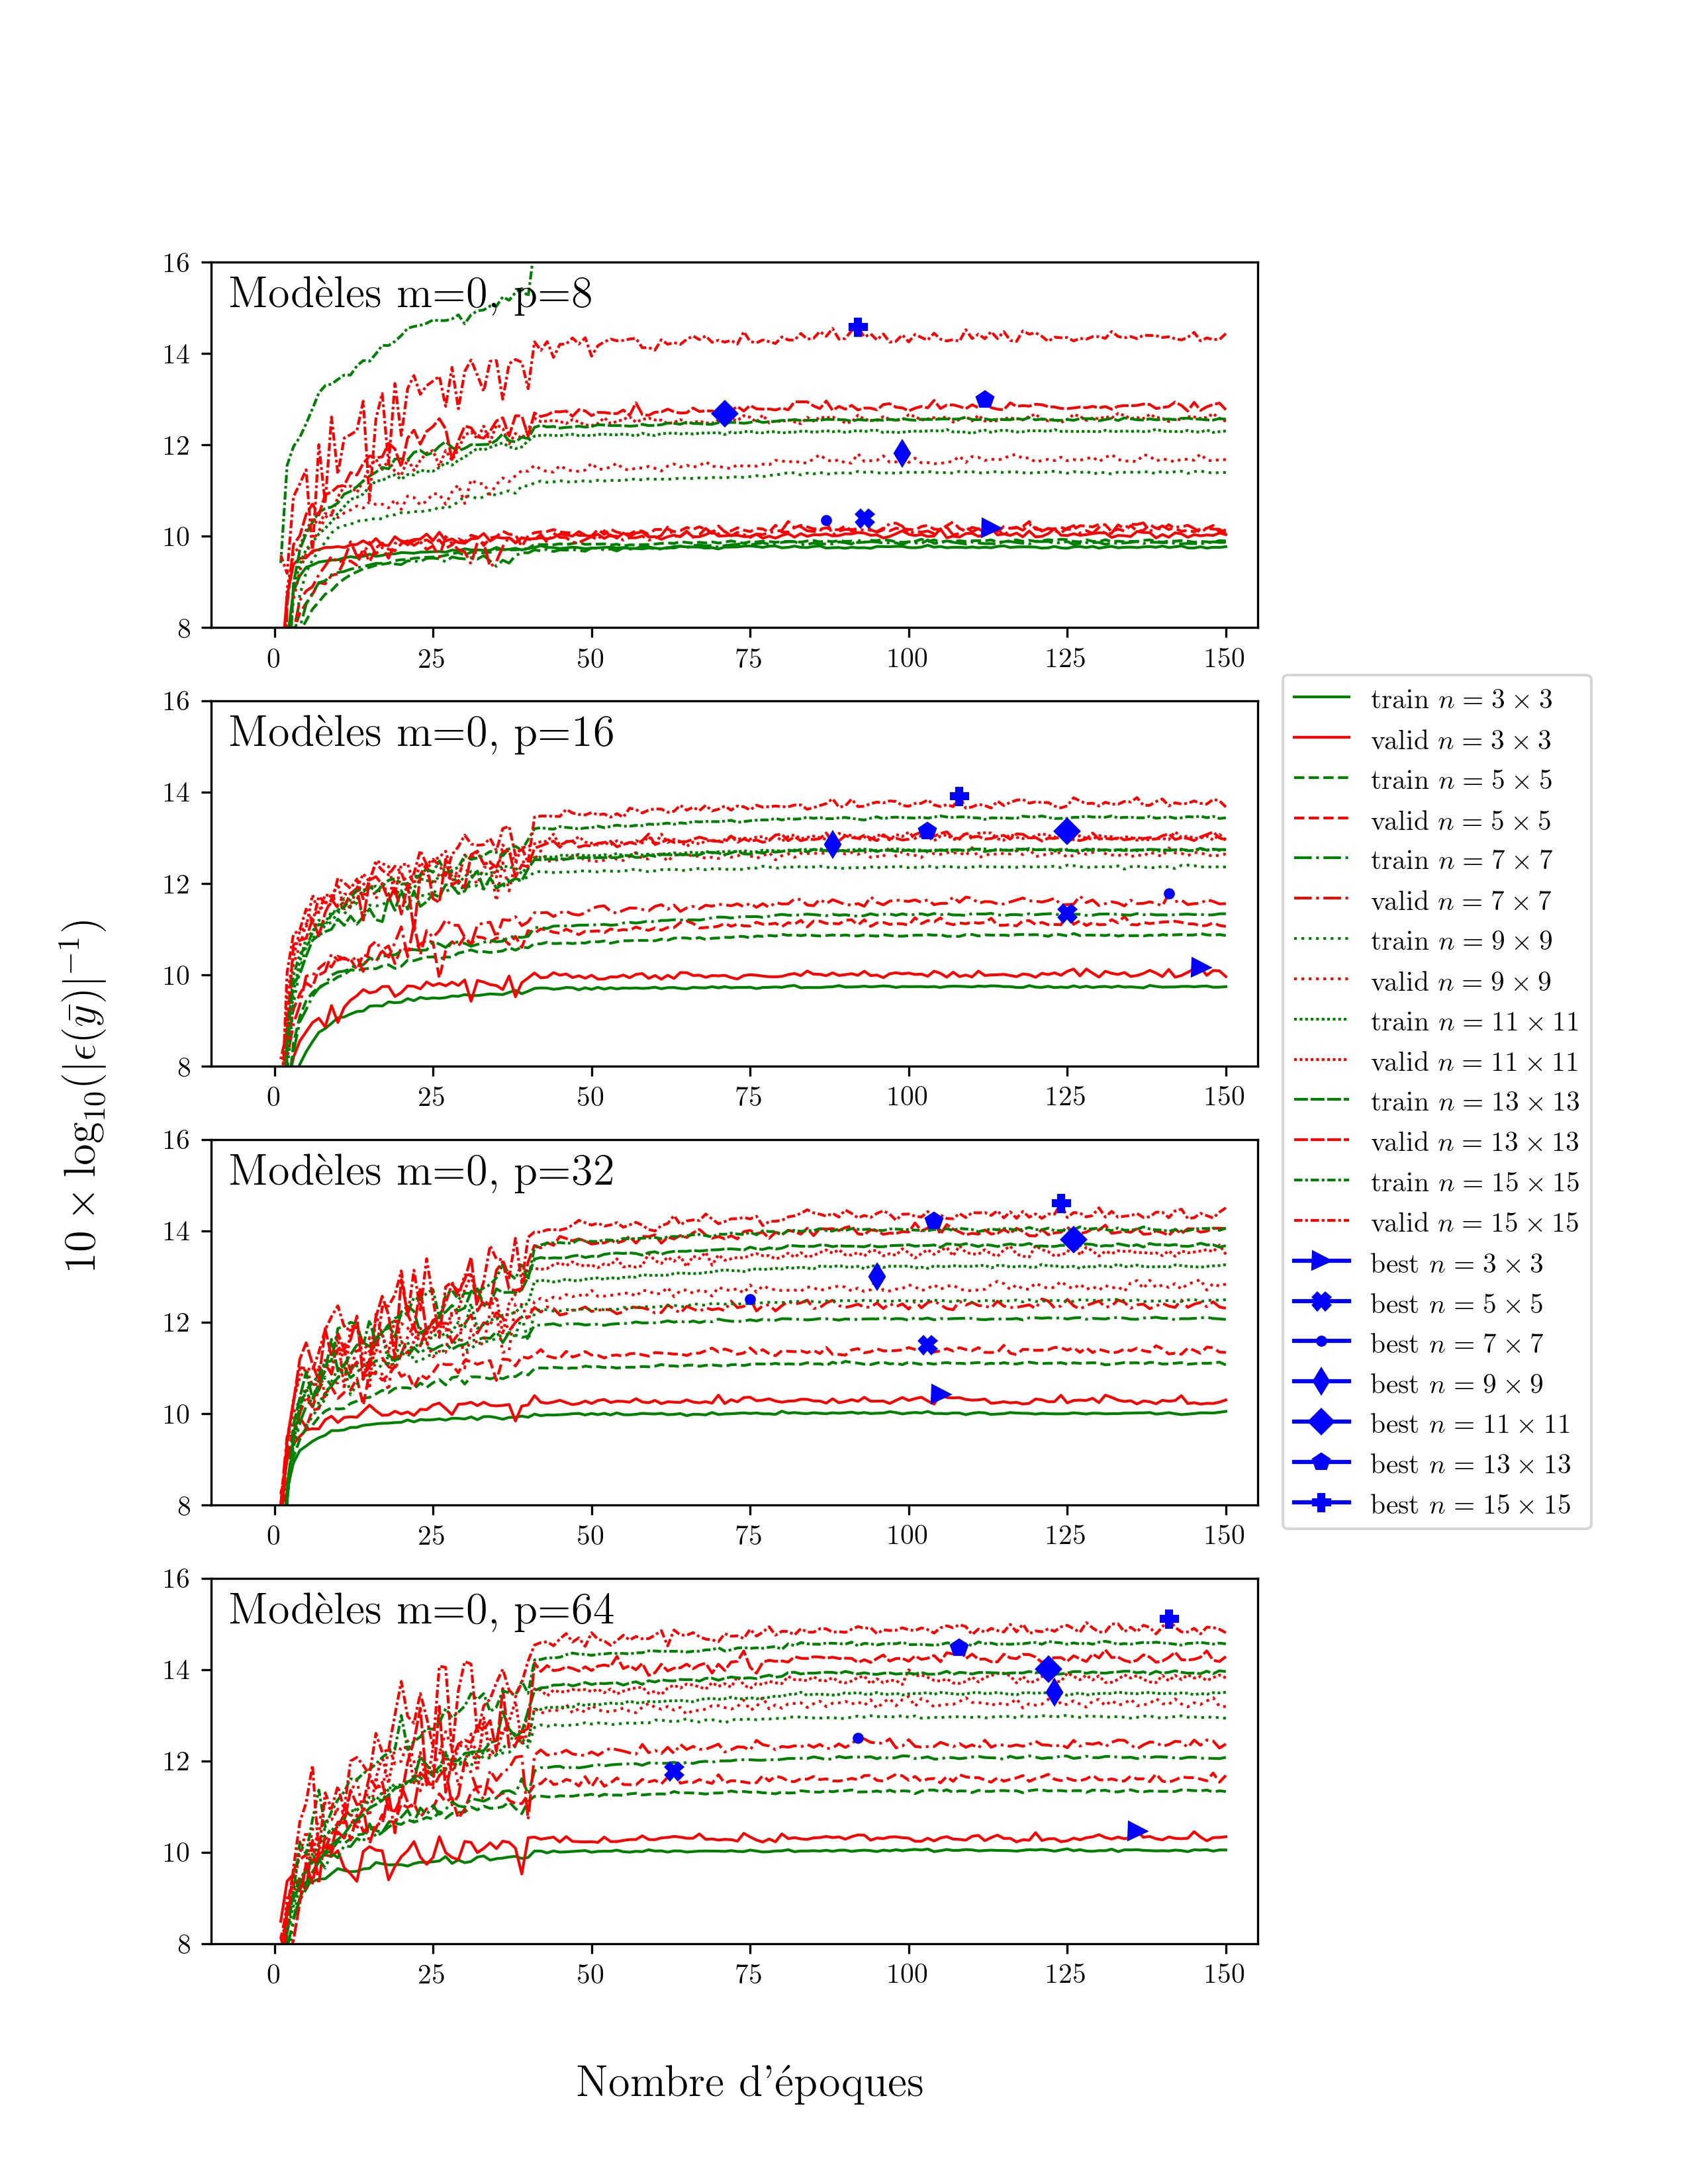 16
Modèles m=0, p=8
14
12
10
8
0 25 50 75 100 125 150
16
Modèles m=0, p=16
14
12
10
8
0 25 50 75 100 125 150
16
Modèles m=0, p=32
14
12
10
8
0 25 50 75 100 125 150
16
Modèles m=0, p=64
14
12
10
8
0 25 50 75 100 125 150
10 × log₁₀(|ϵ(ȳ)|⁻¹)
Nombre d'époques
train n = 3 × 3
valid n = 3 × 3
train n = 5 × 5
valid n = 5 × 5
train n = 7 × 7
valid n = 7 × 7
train n = 9 × 9
valid n = 9 × 9
train n = 11 × 11
valid n = 11 × 11
train n = 13 × 13
valid n = 13 × 13
train n = 15 × 15
valid n = 15 × 15
best n = 3 × 3
best n = 5 × 5
best n = 7 × 7
best n = 9 × 9
best n = 11 × 11
best n = 13 × 13
best n = 15 × 15